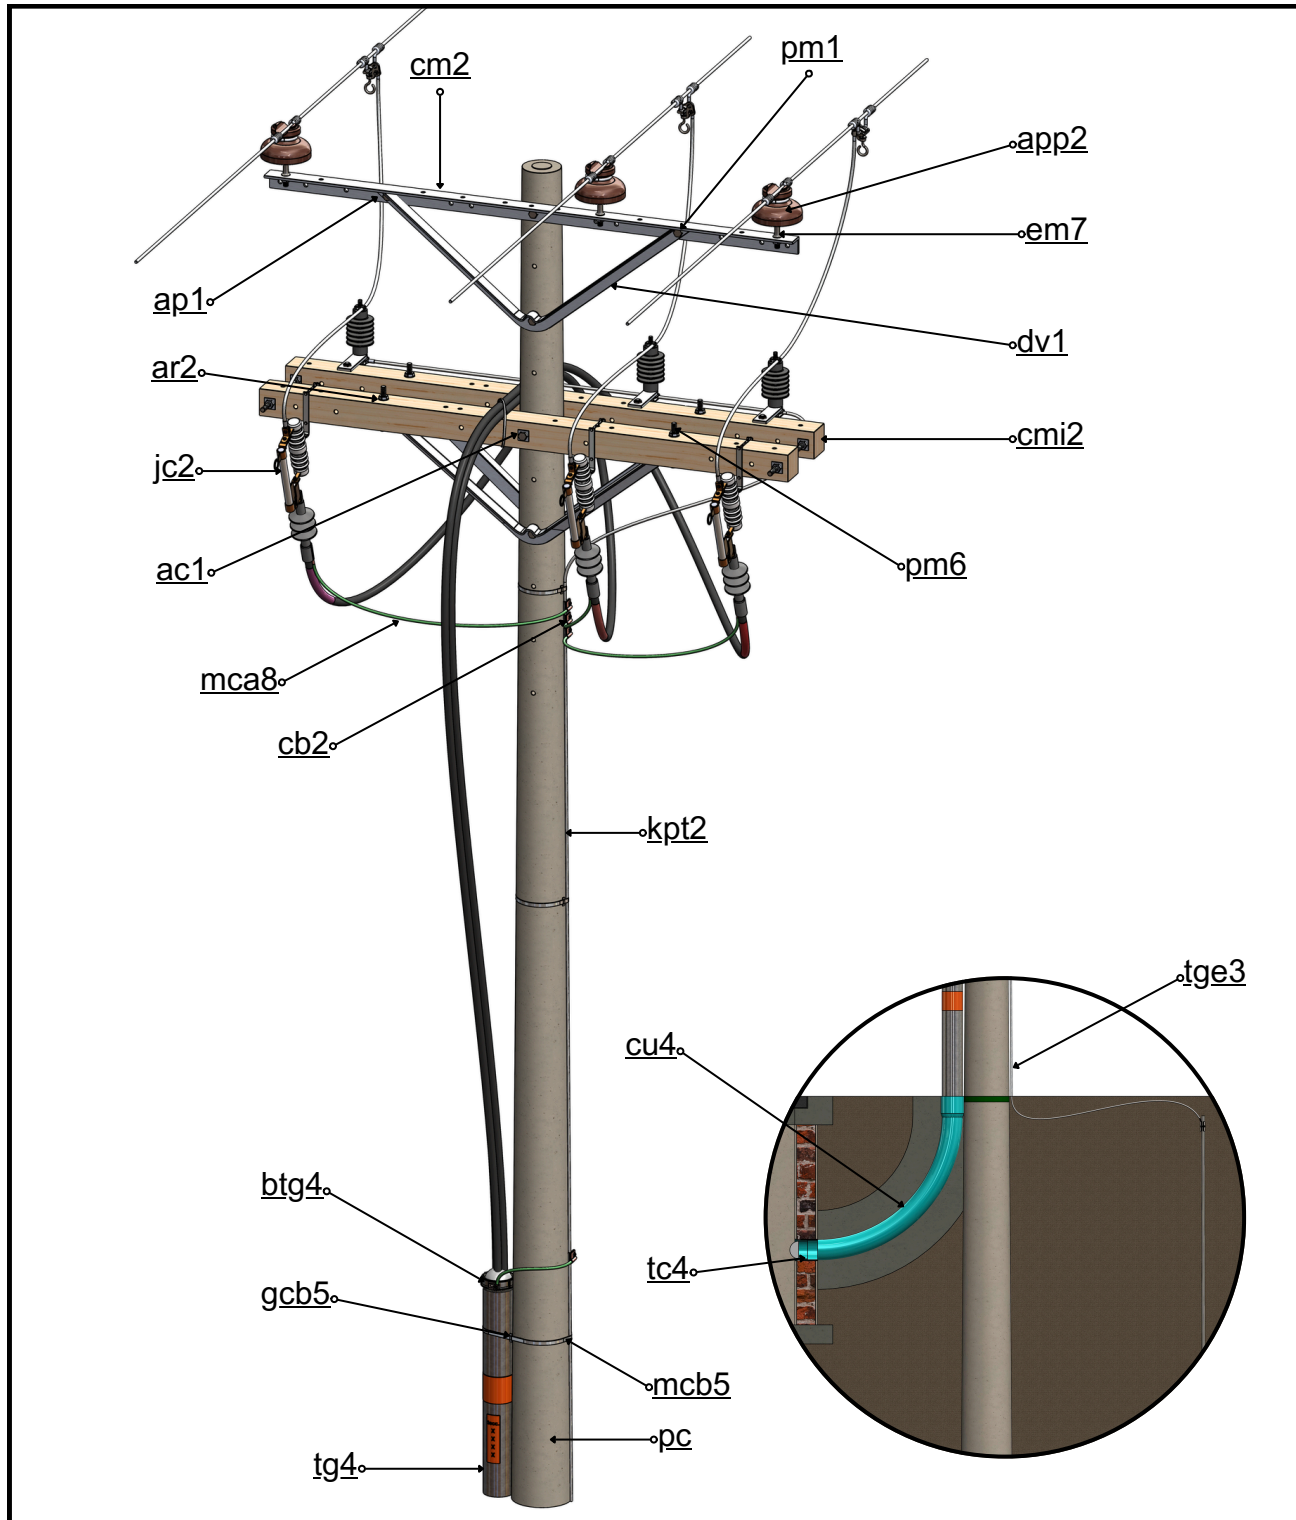 cm2
pm1
app2
em7
ap1
dv1
ar2
cmi2
jc2
ac1
pm6
mca8
cb2
kpt2
tge3
cu4
btg4
tc4
gcb5
mcb5
pc
tg4
X
X
X
X